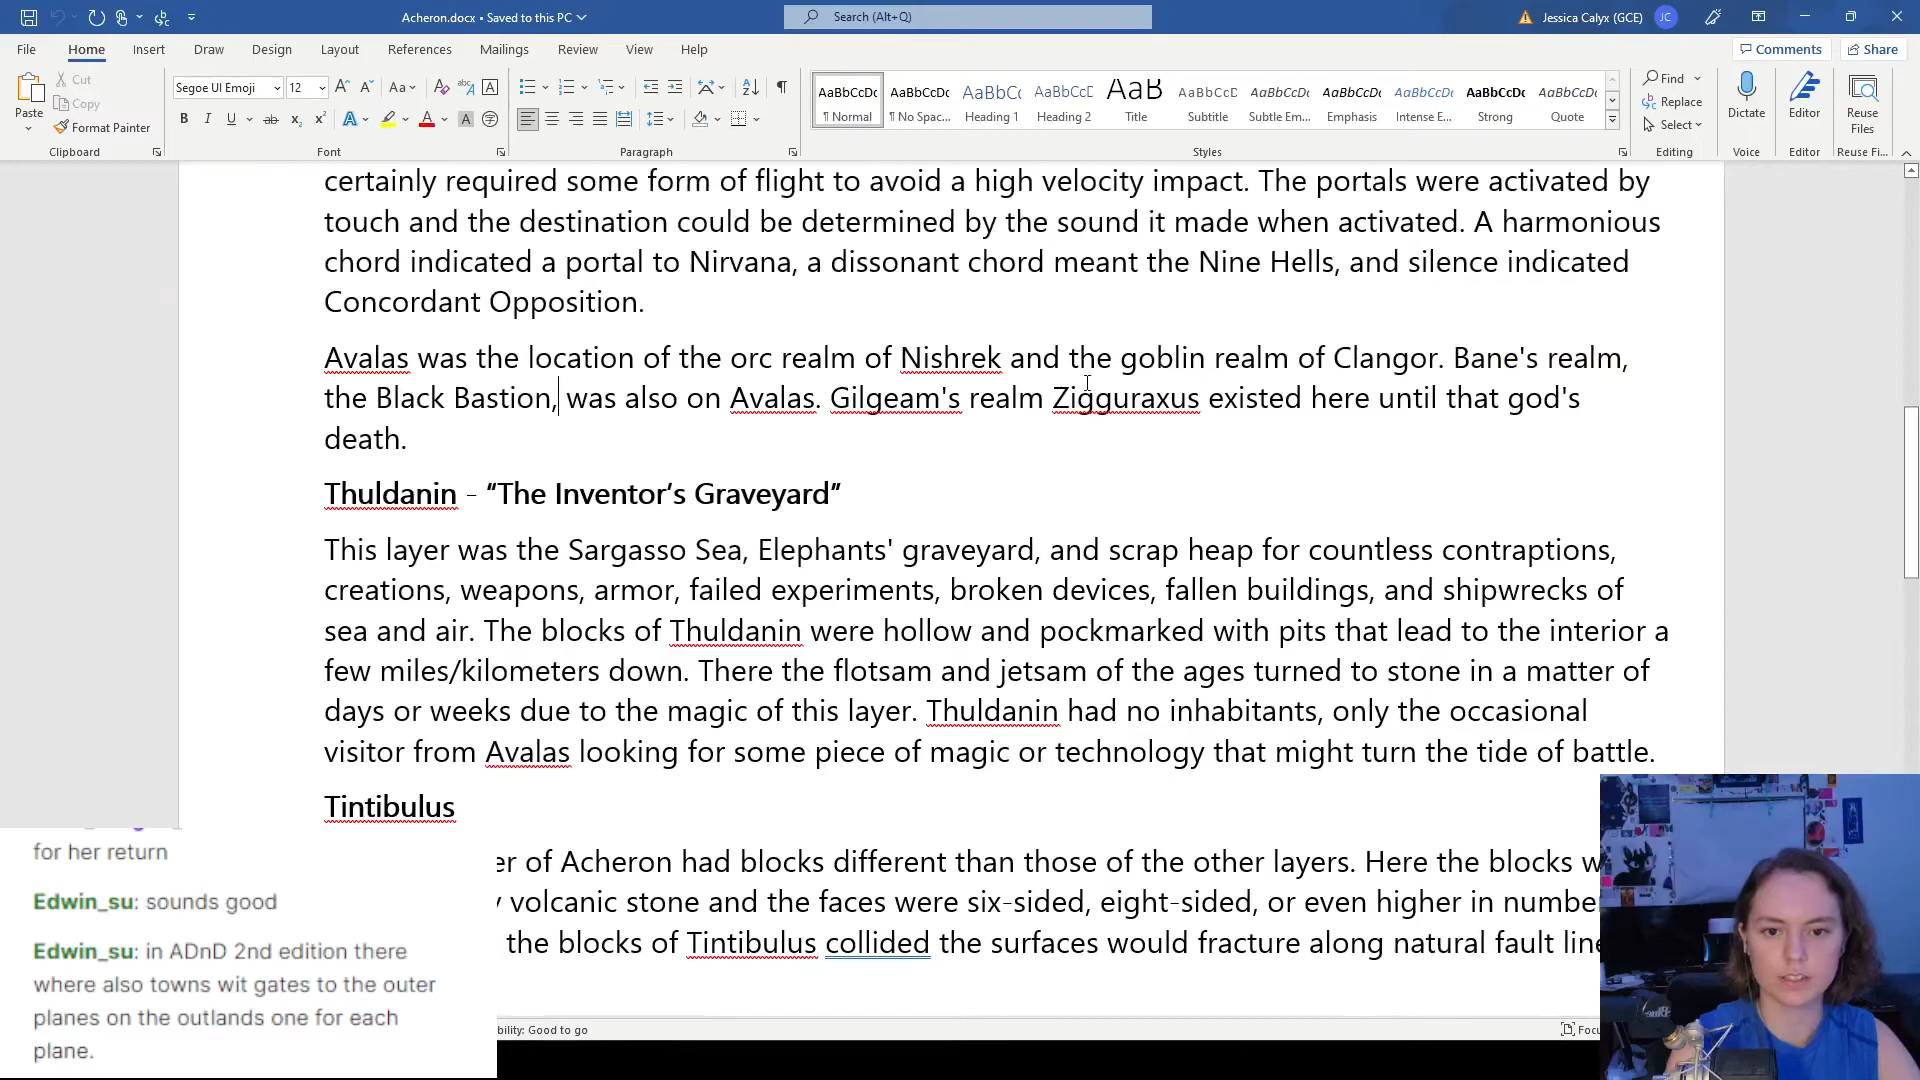 Acheron.docx • Saved to this PC
Search (Alt+Q)
Jessica Calyx (GCE)
JC
File Home Insert Draw Design Layout References Mailings Review View Help
Comments Share
Paste
Cut
Copy
Format Painter
Clipboard
Segoe UI Emoji 12
Font
Paragraph
AaBbCcDc AaBbCcDc AaBbCc AaBbCcE AaB AaBbCcD AaBbCcDc AaBbCcDc AaBbCcDc AaBbCcDc AaBbCcDc
¶ Normal ¶ No Spac... Heading 1 Heading 2 Title Subtitle Subtle Em... Emphasis Intense E... Strong Quote
Styles
Find
Replace
Select
Editing
Dictate
Voice
Editor
Editor
Reuse
Files
Reuse Fi...
certainly required some form of flight to avoid a high velocity impact. The portals were activated by
touch and the destination could be determined by the sound it made when activated. A harmonious
chord indicated a portal to Nirvana, a dissonant chord meant the Nine Hells, and silence indicated
Concordant Opposition.
Avalas was the location of the orc realm of Nishrek and the goblin realm of Clangor. Bane's realm,
the Black Bastion, was also on Avalas. Gilgeam's realm Zigguraxus existed here until that god's
death.
Thuldanin - “The Inventor’s Graveyard”
This layer was the Sargasso Sea, Elephants' graveyard, and scrap heap for countless contraptions,
creations, weapons, armor, failed experiments, broken devices, fallen buildings, and shipwrecks of
sea and air. The blocks of Thuldanin were hollow and pockmarked with pits that lead to the interior a
few miles/kilometers down. There the flotsam and jetsam of the ages turned to stone in a matter of
days or weeks due to the magic of this layer. Thuldanin had no inhabitants, only the occasional
visitor from Avalas looking for some piece of magic or technology that might turn the tide of battle.
Tintibulus
er of Acheron had blocks different than those of the other layers. Here the blocks w
volcanic stone and the faces were six-sided, eight-sided, or even higher in number
the blocks of Tintibulus collided the surfaces would fracture along natural fault line
for her return
Edwin_su: sounds good
Edwin_su: in ADnD 2nd edition there
where also towns wit gates to the outer
planes on the outlands one for each
plane.
bility: Good to go
Focu